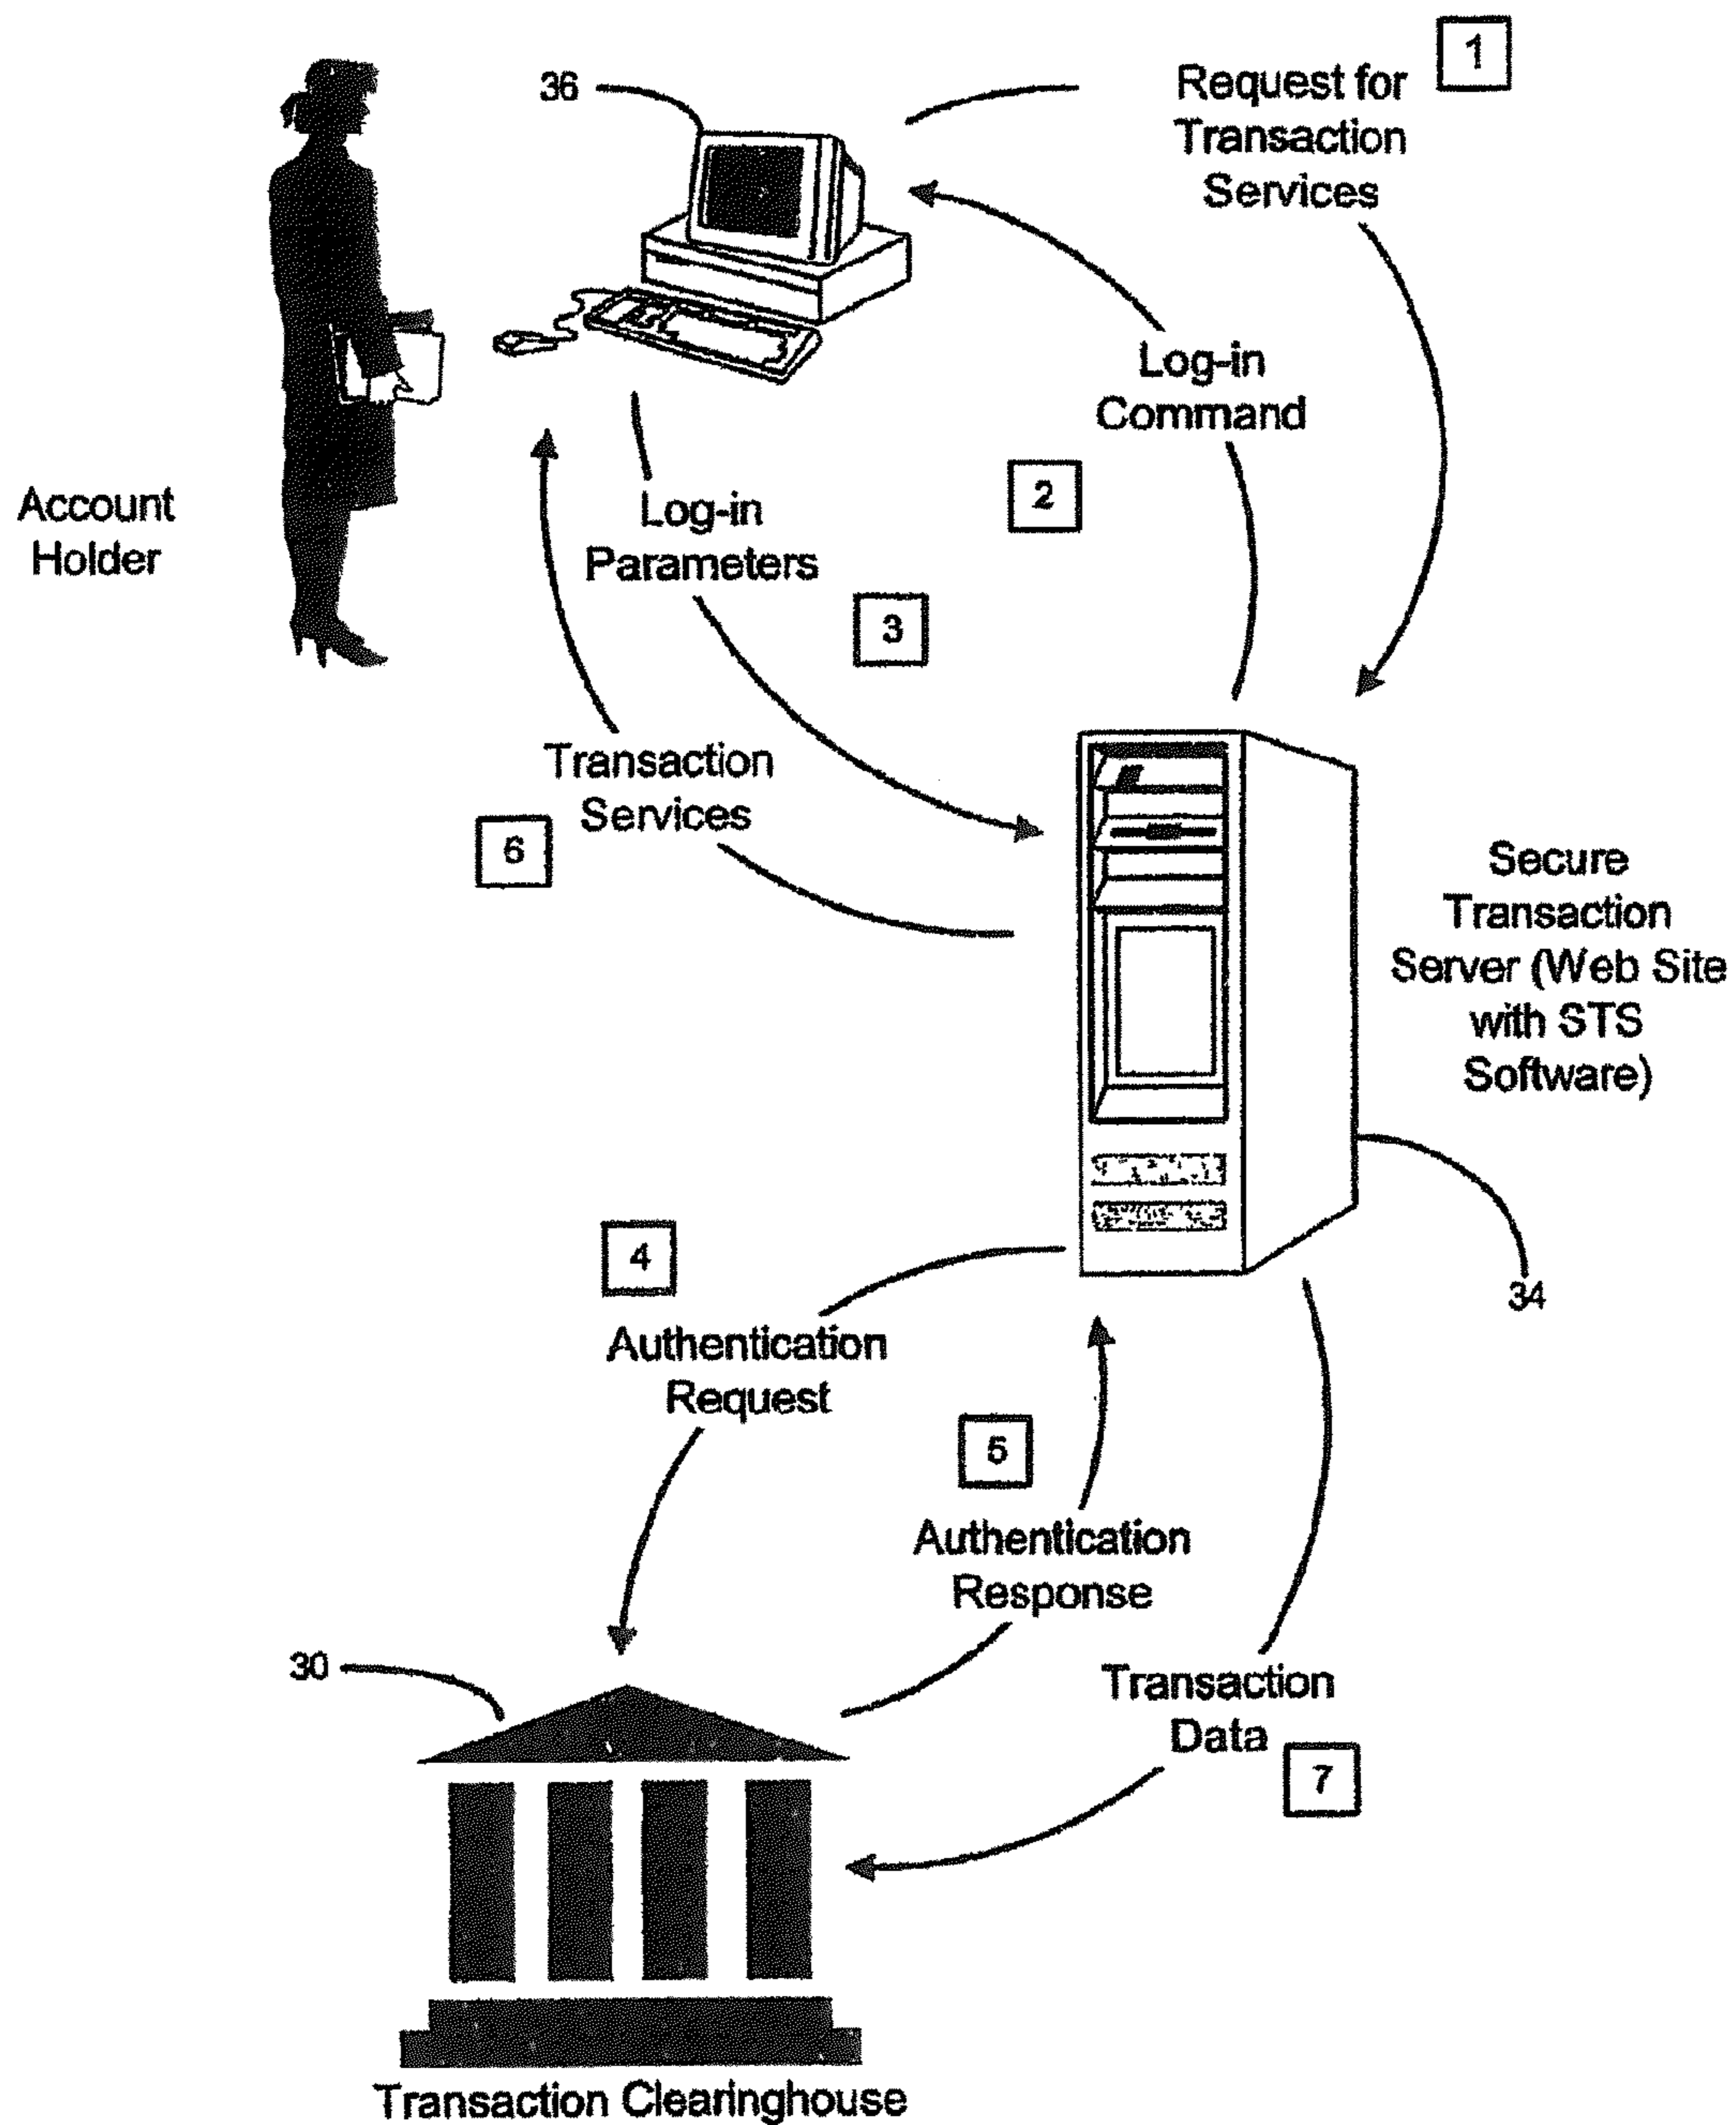 1
36
Request for
Transaction
Services
Log-in
Command
2
Account
Holder
Log-in
Parameters
3
Transaction
Services
6
Secure
Transaction
Server (Web Site
with STS
Software)
4
34
Authentication
Request
5
Authentication
Response
30
Transaction
Data
7
Transaction Clearinghouse